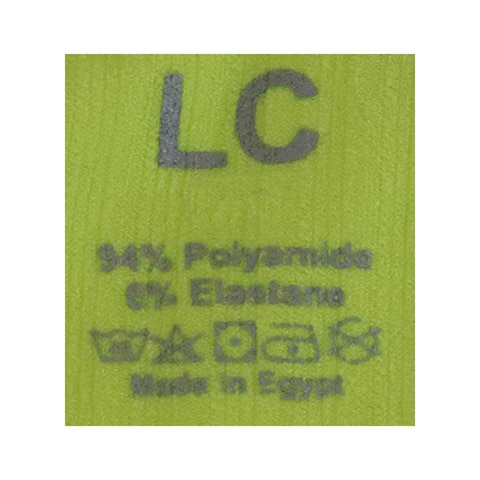 LC
94% Polyamide
6% Elastane
Made in Egypt